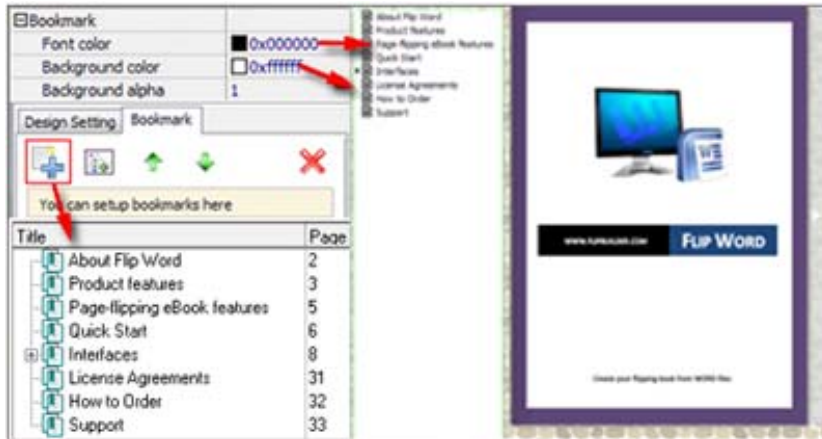 Bookmark
Font color 0x000000
Background color 0xffffff
Background alpha 1
Design Setting Bookmark
You can setup bookmarks here
Title Page
About Flip Word 2
Product features 3
Page-flipping eBook features 5
Quick Start 6
Interfaces 8
License Agreements 31
How to Order 32
Support 33
About Flip Word
Product features
Page-flipping eBook features
Quick Start
Interfaces
License Agreements
How to Order
Support
WWW.FLIPBUILDER.COM FLIP WORD
Create your flipping book from WORD files